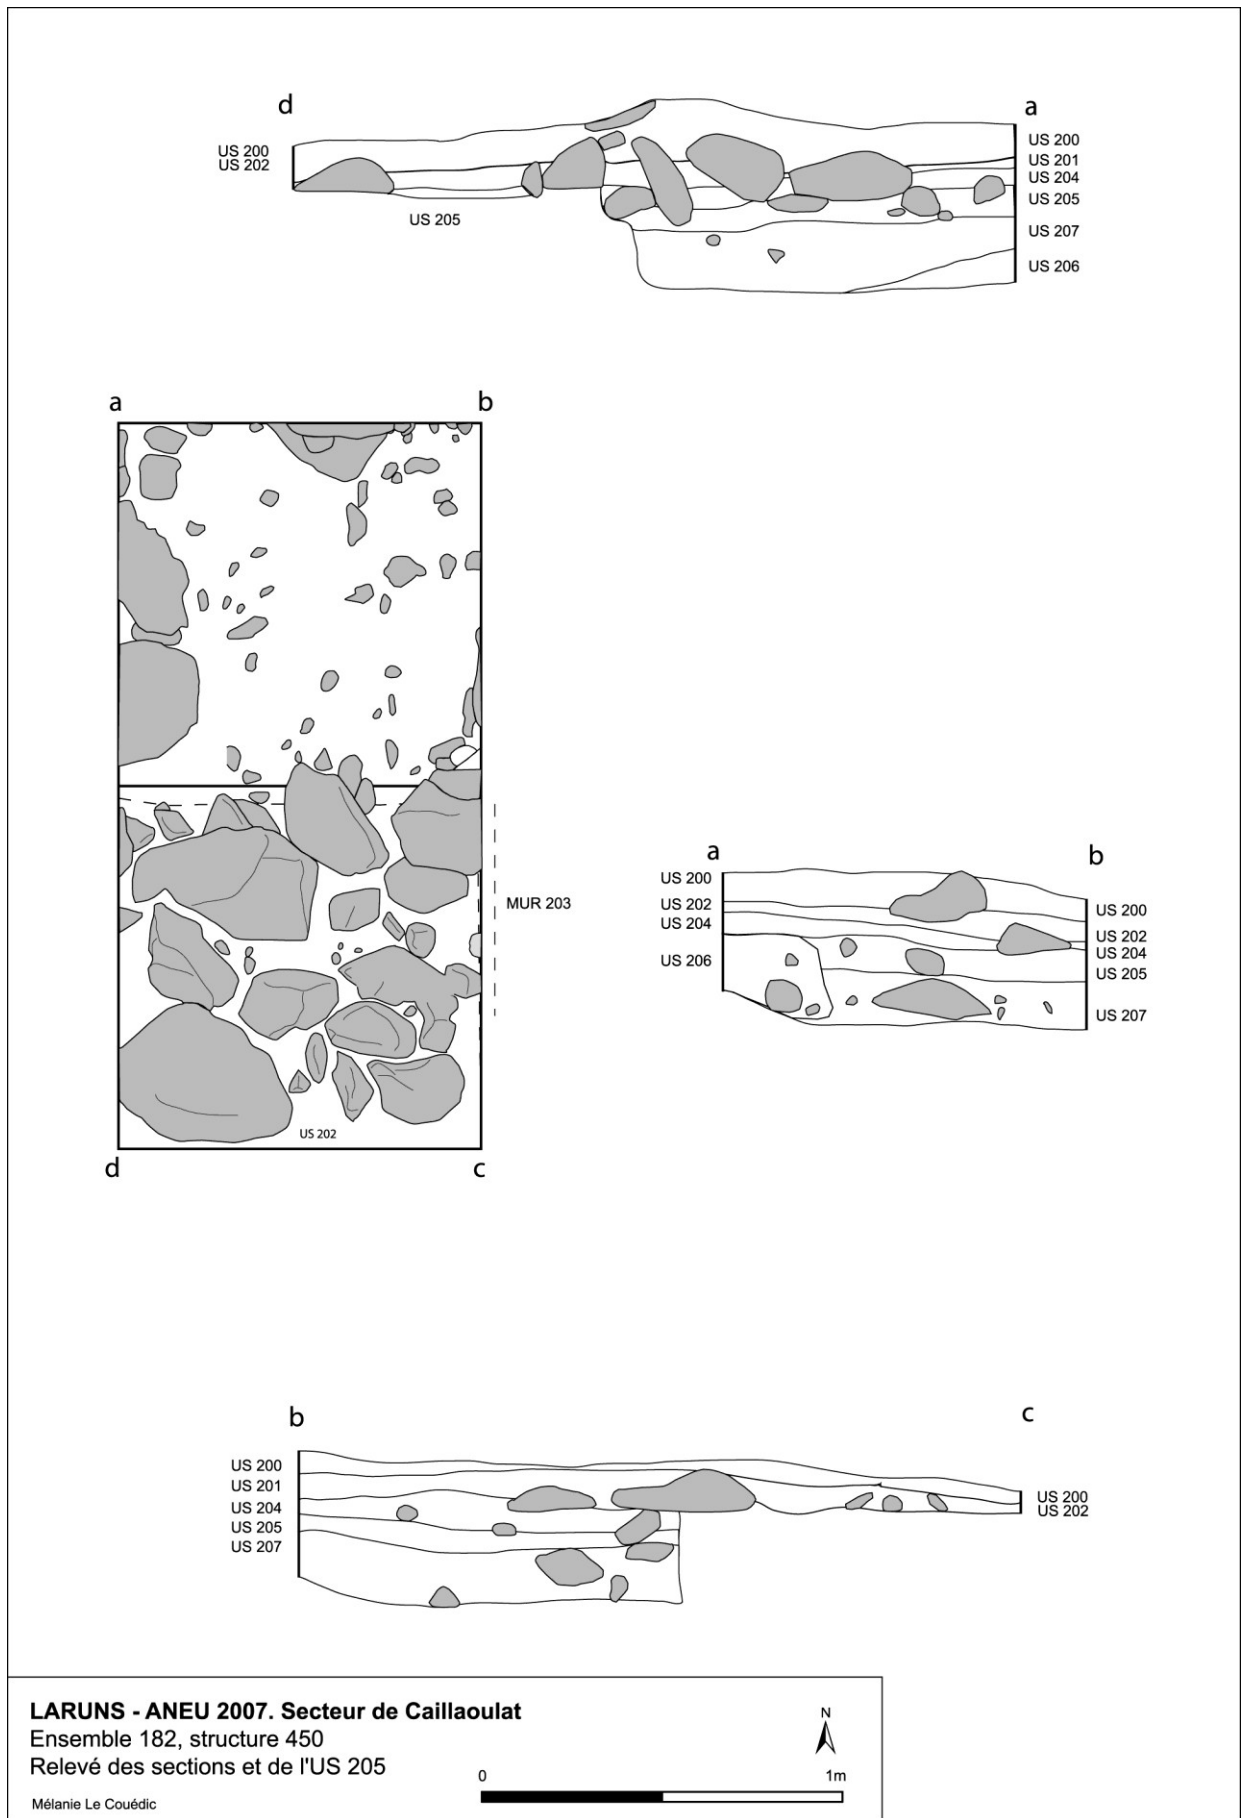 d
a
US 200
US 202
US 205
US 200
US 201
US 204
US 205
US 207
US 206
a
b
MUR 203
US 202
d
c
a
b
US 200
US 202
US 204
US 206
US 200
US 202
US 204
US 205
US 207
b
c
US 200
US 201
US 204
US 205
US 207
US 200
US 202
LARUNS - ANEU 2007. Secteur de Caillaoulat
Ensemble 182, structure 450
Relevé des sections et de l'US 205
Mélanie Le Couédic
N
0
1m